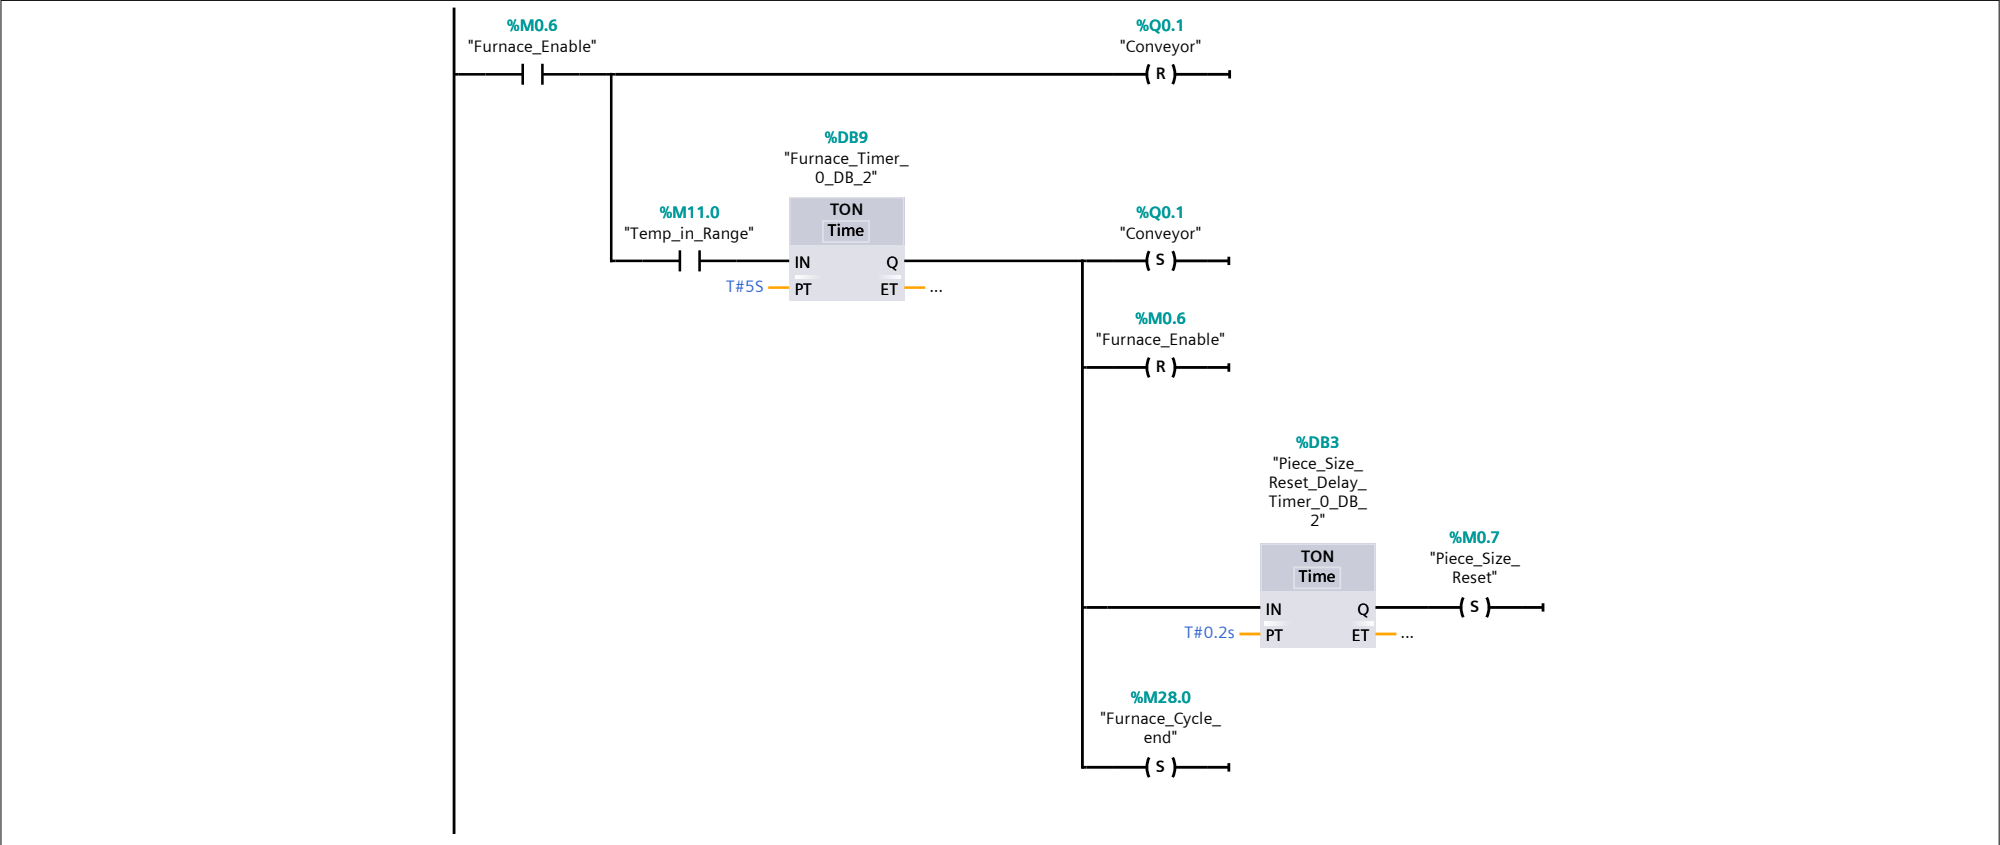 %M0.6
"Furnace_Enable"
%Q0.1
"Conveyor"
R
%DB9
"Furnace_Timer_
0_DB_2"
TON
Time
%M11.0
"Temp_in_Range"
IN
Q
T#5S
PT
ET
...
%Q0.1
"Conveyor"
S
%M0.6
"Furnace_Enable"
R
%DB3
"Piece_Size_
Reset_Delay_
Timer_0_DB_
2"
TON
Time
IN
Q
T#0.2s
PT
ET
...
%M0.7
"Piece_Size_
Reset"
S
%M28.0
"Furnace_Cycle_
end"
S